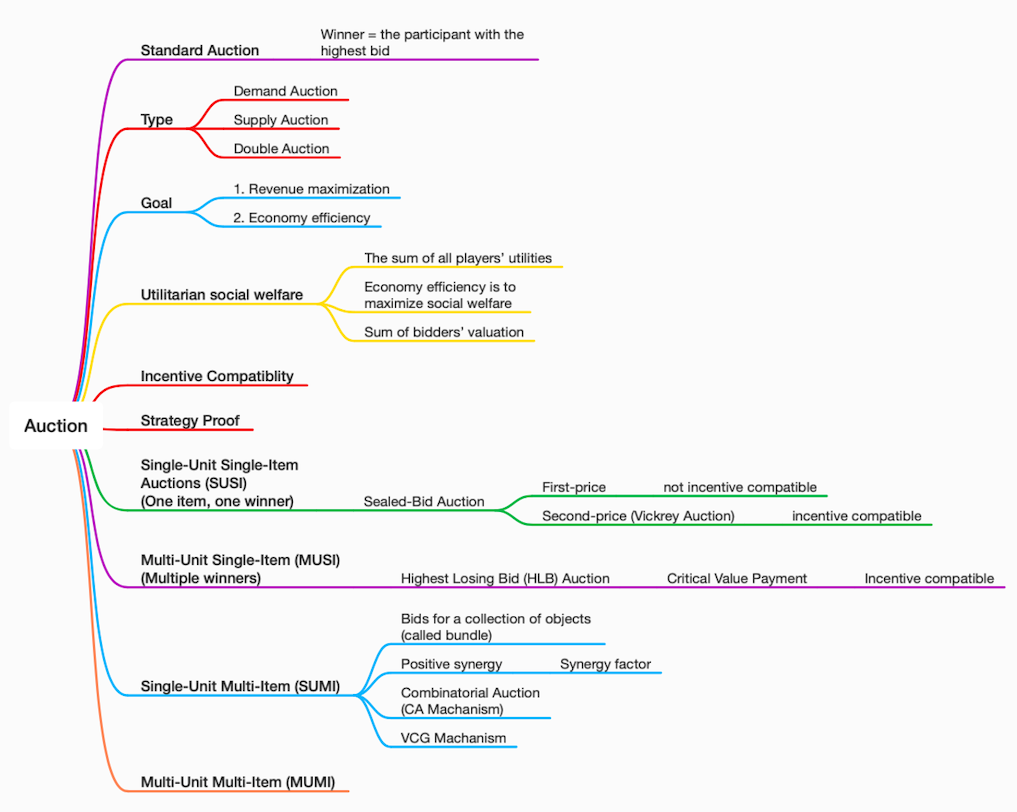 Auction
Standard Auction
Winner = the participant with the
highest bid
Type
Demand Auction
Supply Auction
Double Auction
Goal
1. Revenue maximization
2. Economy efficiency
Utilitarian social welfare
The sum of all players' utilities
Economy efficiency is to
maximize social welfare
Sum of bidders' valuation
Incentive Compatiblity
Strategy Proof
Single-Unit Single-Item
Auctions (SUSI)
(One item, one winner)
Sealed-Bid Auction
First-price
not incentive compatible
Second-price (Vickrey Auction)
incentive compatible
Multi-Unit Single-Item (MUSI)
(Multiple winners)
Highest Losing Bid (HLB) Auction
Critical Value Payment
Incentive compatible
Single-Unit Multi-Item (SUMI)
Bids for a collection of objects
(called bundle)
Positive synergy
Synergy factor
Combinatorial Auction
(CA Machanism)
VCG Machanism
Multi-Unit Multi-Item (MUMI)